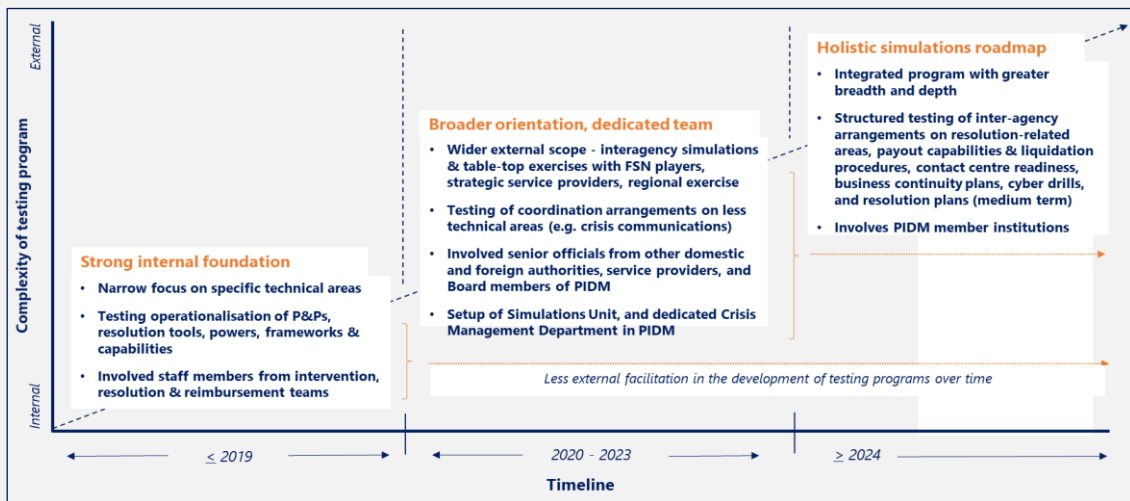 External
Complexity of testing program
Internal
Strong internal foundation
• Narrow focus on specific technical areas
• Testing operationalisation of P&Ps,
resolution tools, powers, frameworks &
capabilities
• Involved staff members from intervention,
resolution & reimbursement teams
Broader orientation, dedicated team
• Wider external scope - interagency simulations
& table-top exercises with FSN players,
strategic service providers, regional exercise
• Testing of coordination arrangements on less
technical areas (e.g. crisis communications)
• Involved senior officials from other domestic
and foreign authorities, service providers, and
Board members of PIDM
• Setup of Simulations Unit, and dedicated Crisis
Management Department in PIDM
Holistic simulations roadmap
• Integrated program with greater
breadth and depth
• Structured testing of inter-agency
arrangements on resolution-related
areas, payout capabilities & liquidation
procedures, contact centre readiness,
business continuity plans, cyber drills,
and resolution plans (medium term)
• Involves PIDM member institutions
Less external facilitation in the development of testing programs over time
≤ 2019
2020 - 2023
≥ 2024
Timeline